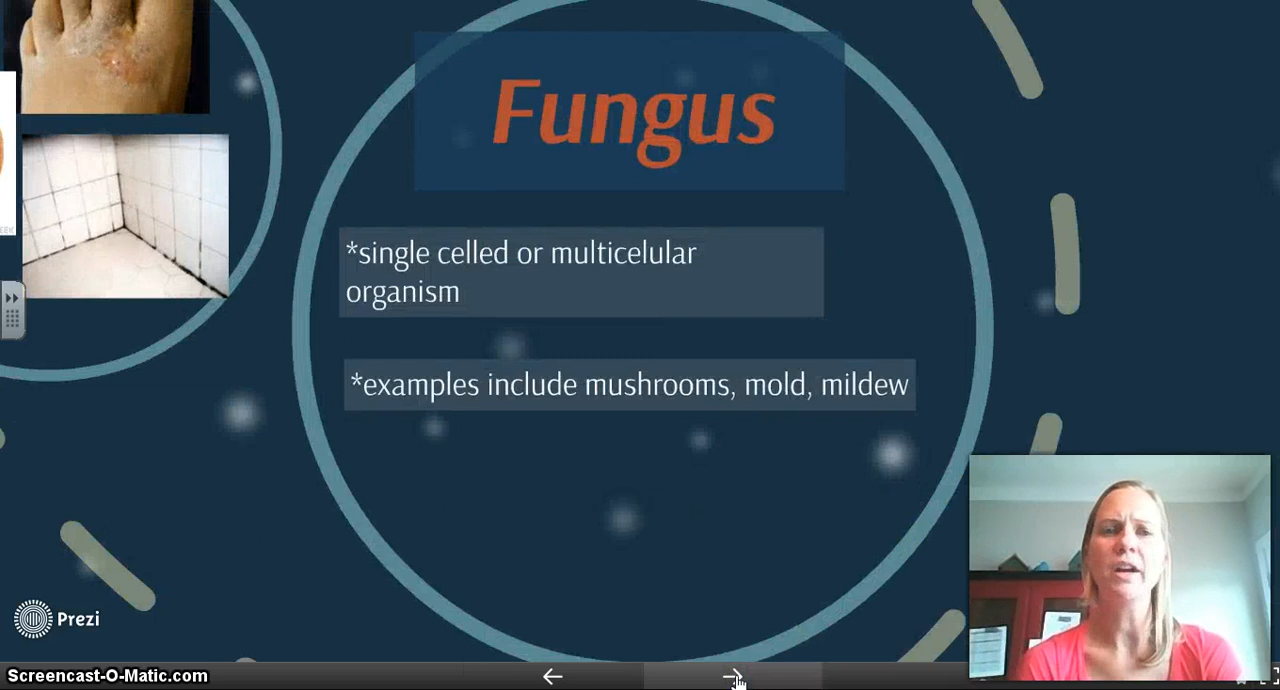 Fungus
*single celled or multicelular
organism
*examples include mushrooms, mold, mildew
Prezi
Screencast-O-Matic.com